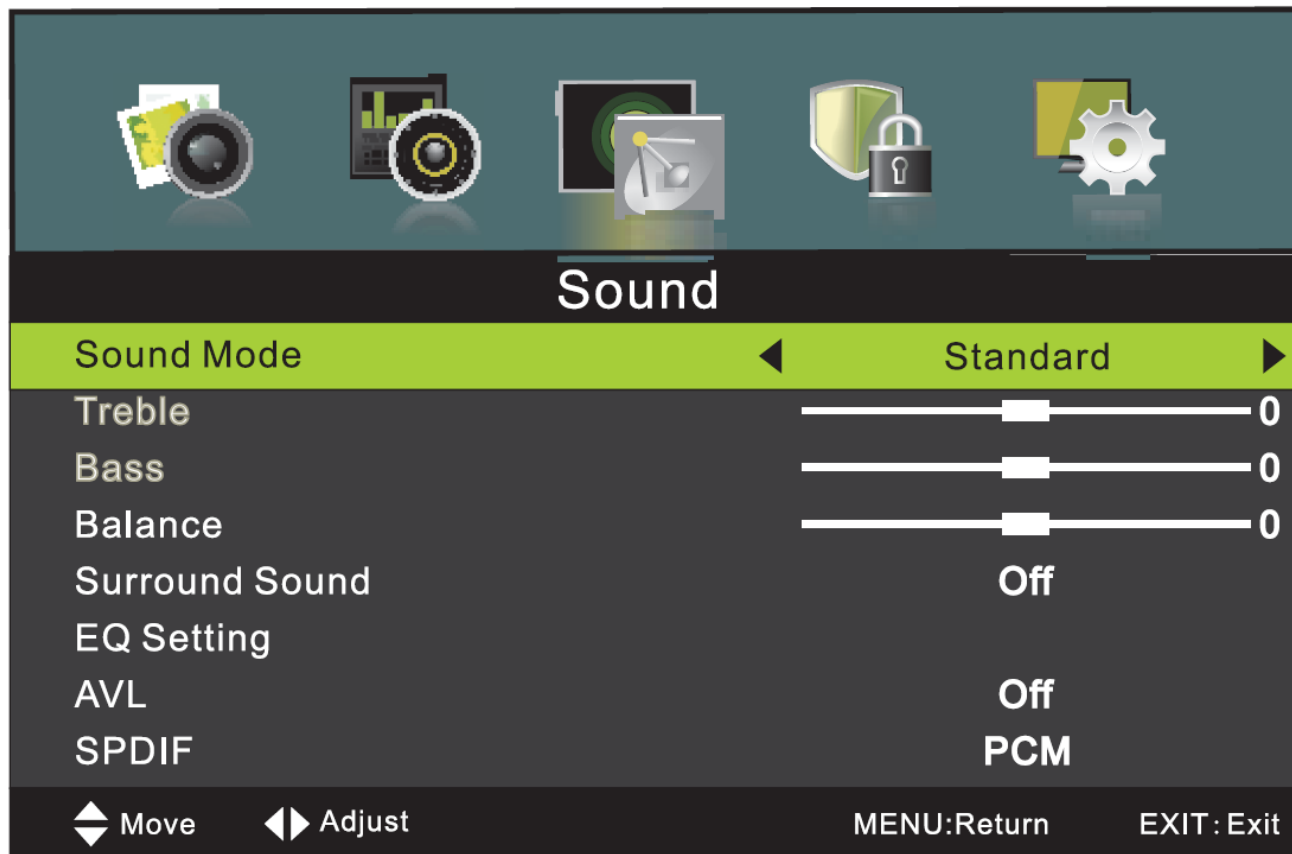 Sound
Sound Mode Standard
Treble 0
Bass 0
Balance 0
Surround Sound Off
EQ Setting
AVL Off
SPDIF PCM
Move Adjust MENU:Return EXIT:Exit